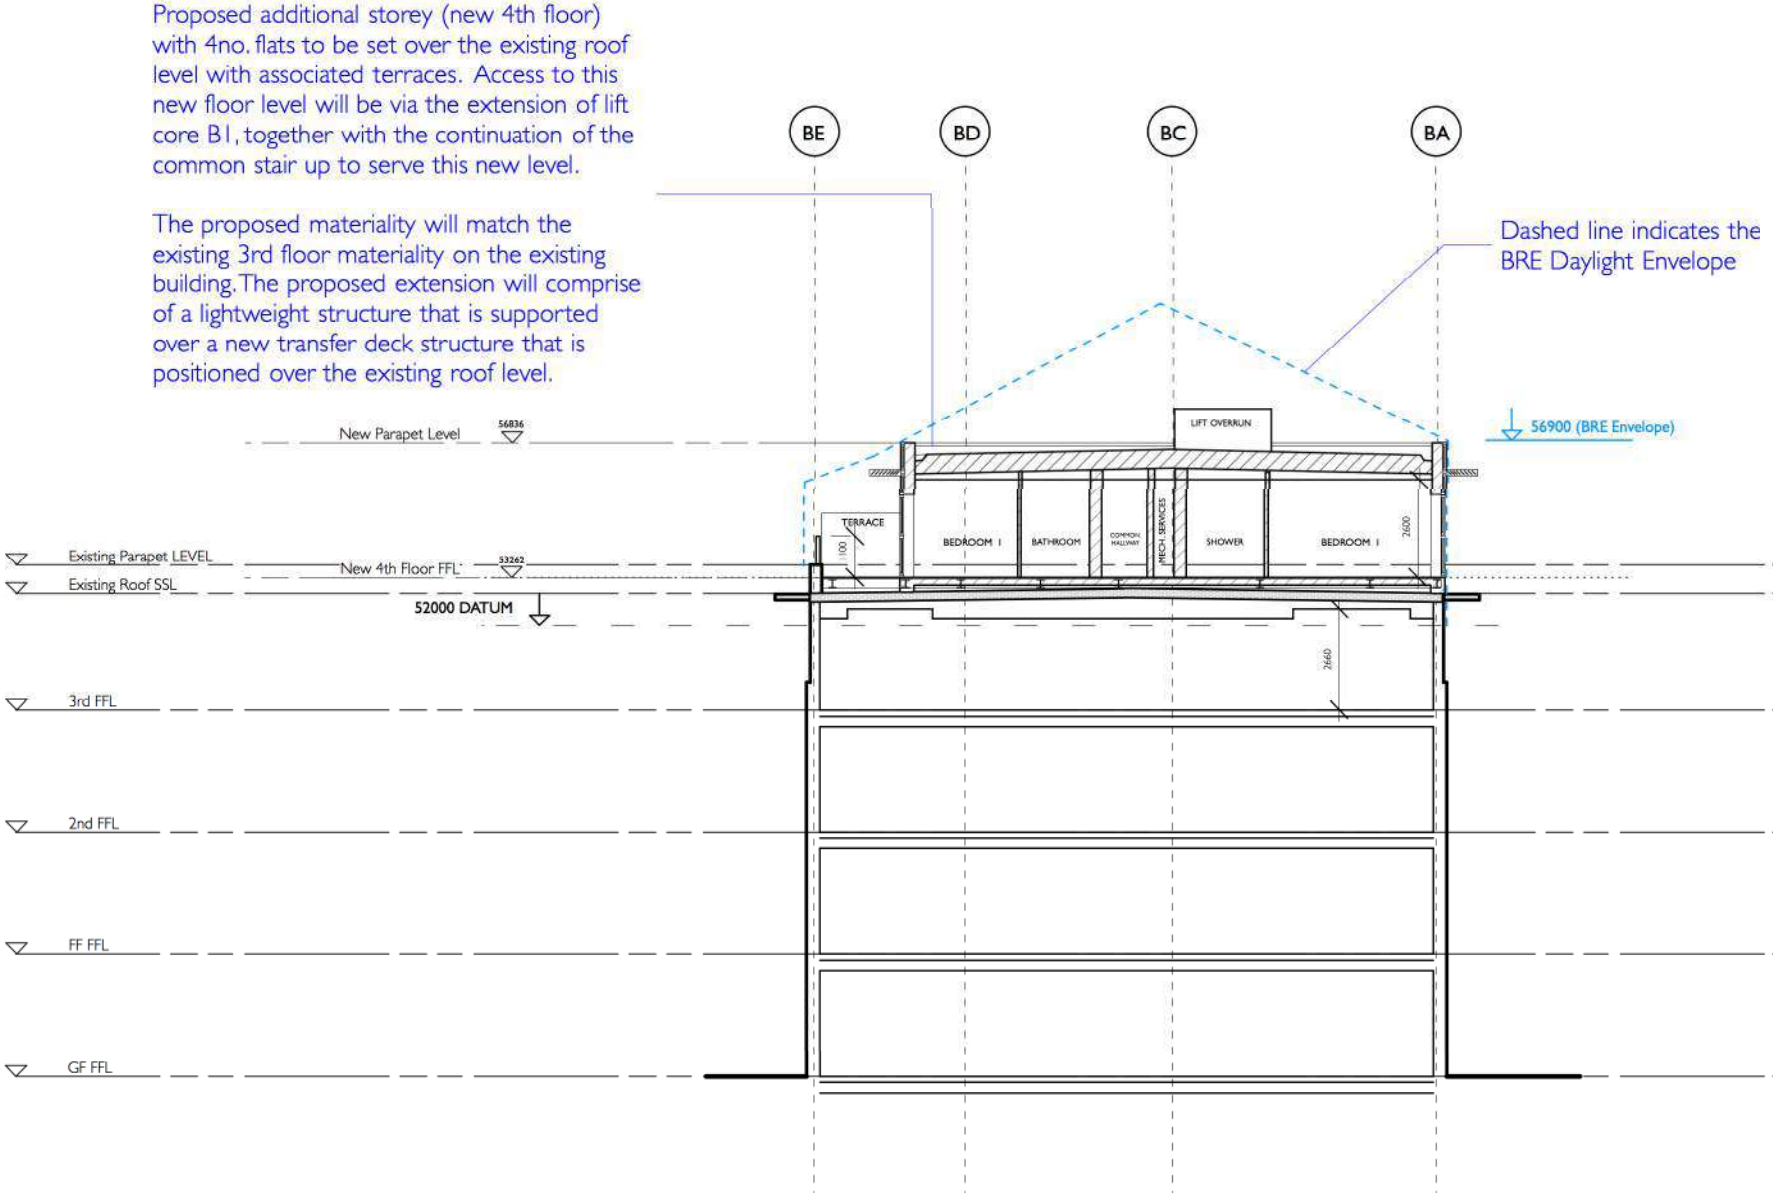 Proposed additional storey (new 4th floor)
with 4no. flats to be set over the existing roof
level with associated terraces. Access to this
new floor level will be via the extension of lift
core B1, together with the continuation of the
common stair up to serve this new level.
The proposed materiality will match the
existing 3rd floor materiality on the existing
building. The proposed extension will comprise
of a lightweight structure that is supported
over a new transfer deck structure that is
positioned over the existing roof level.
BE
BD
BC
BA
Dashed line indicates the
BRE Daylight Envelope
New Parapet Level
56836
LIFT OVERRUN
56900 (BRE Envelope)
TERRACE
1100
BEDROOM 1
BATHROOM
COMMON
HALLWAY
MECH. SERVICES
SHOWER
BEDROOM 1
2600
Existing Parapet LEVEL
New 4th Floor FFL
53262
Existing Roof SSL
52000 DATUM
2660
3rd FFL
2nd FFL
FF FFL
GF FFL